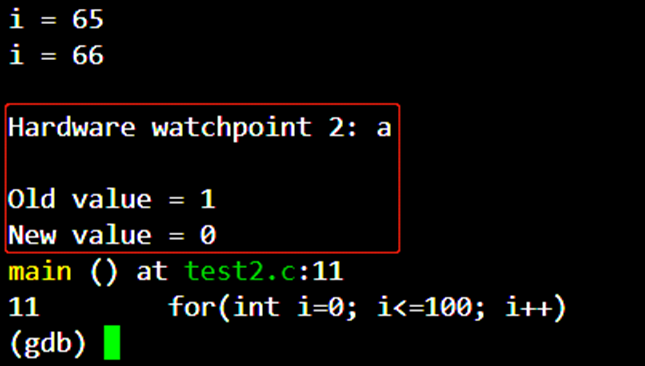 i = 65
i = 66
Hardware watchpoint 2: a
Old value = 1
New value = 0
main () at test2.c:11
11        for(int i=0; i<=100; i++)
(gdb)